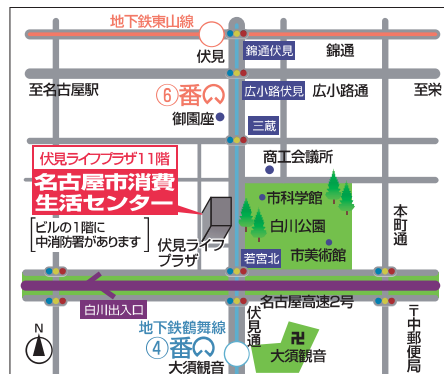 地下鉄東山線
伏見
錦通伏見
錦通
至名古屋駅
⑥番
広小路伏見
広小路通
至栄
御園座
三蔵
商工会議所
伏見ライフプラザ11階
名古屋市消費
生活センター
ビルの1階に
中消防署があります
伏見ライフ
プラザ
市科学館
白川公園
市美術館
若宮北
本町通
白川出入口
名古屋高速2号
伏見通
地下鉄鶴舞線
④番
大須観音
卍
大須観音
〒中郵便局
N